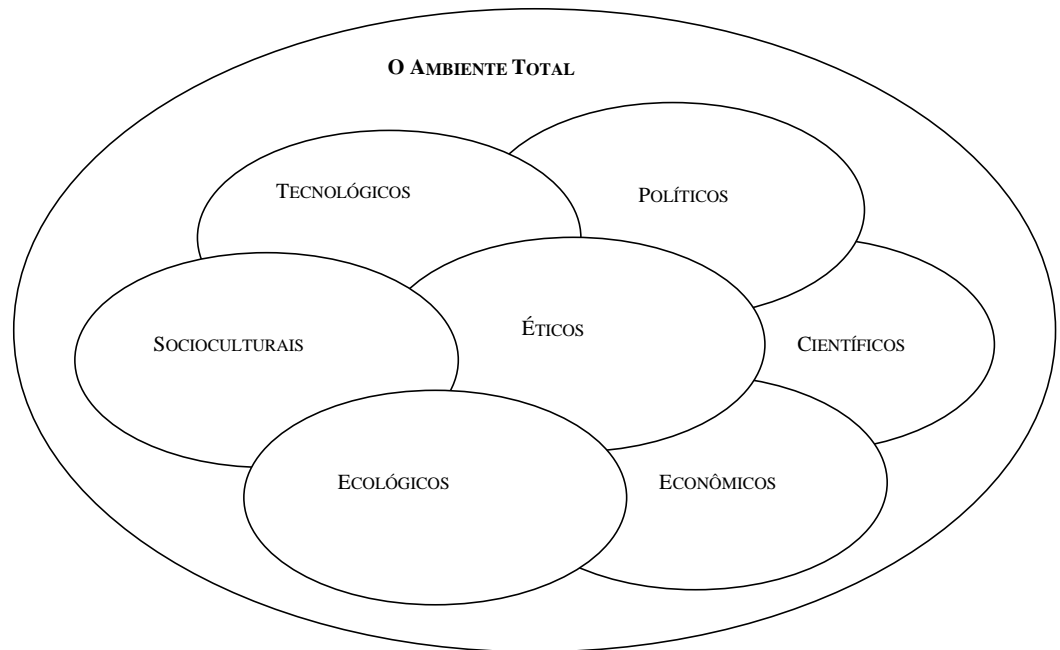 O AMBIENTE TOTAL
TECNOLÓGICOS
POLÍTICOS
ÉTICOS
SOCIOCULTURAIS
CIENTÍFICOS
ECOLÓGICOS
ECONÔMICOS